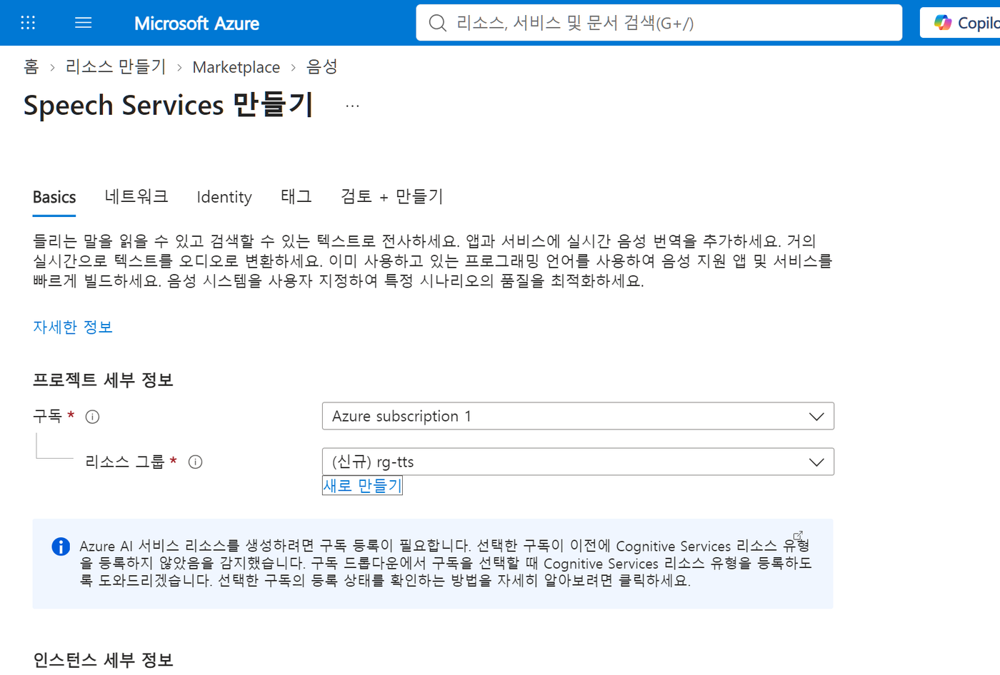 Microsoft Azure
리소스, 서비스 및 문서 검색(G+/)
Copilo
홈 > 리소스 만들기 > Marketplace > 음성
Speech Services 만들기 ...
Basics 네트워크 Identity 태그 검토 + 만들기
들리는 말을 읽을 수 있고 검색할 수 있는 텍스트로 전사하세요. 앱과 서비스에 실시간 음성 번역을 추가하세요. 거의
실시간으로 텍스트를 오디오로 변환하세요. 이미 사용하고 있는 프로그래밍 언어를 사용하여 음성 지원 앱 및 서비스를
빠르게 빌드하세요. 음성 시스템을 사용자 지정하여 특정 시나리오의 품질을 최적화하세요.
자세한 정보
프로젝트 세부 정보
구독 * Azure subscription 1
리소스 그룹 * (신규) rg-tts
새로 만들기
Azure AI 서비스 리소스를 생성하려면 구독 등록이 필요합니다. 선택한 구독이 이전에 Cognitive Services 리소스 유형
을 등록하지 않았음을 감지했습니다. 구독 드롭다운에서 구독을 선택할 때 Cognitive Services 리소스 유형을 등록하도
록 도와드리겠습니다. 선택한 구독의 등록 상태를 확인하는 방법을 자세히 알아보려면 클릭하세요.
인스턴스 세부 정보